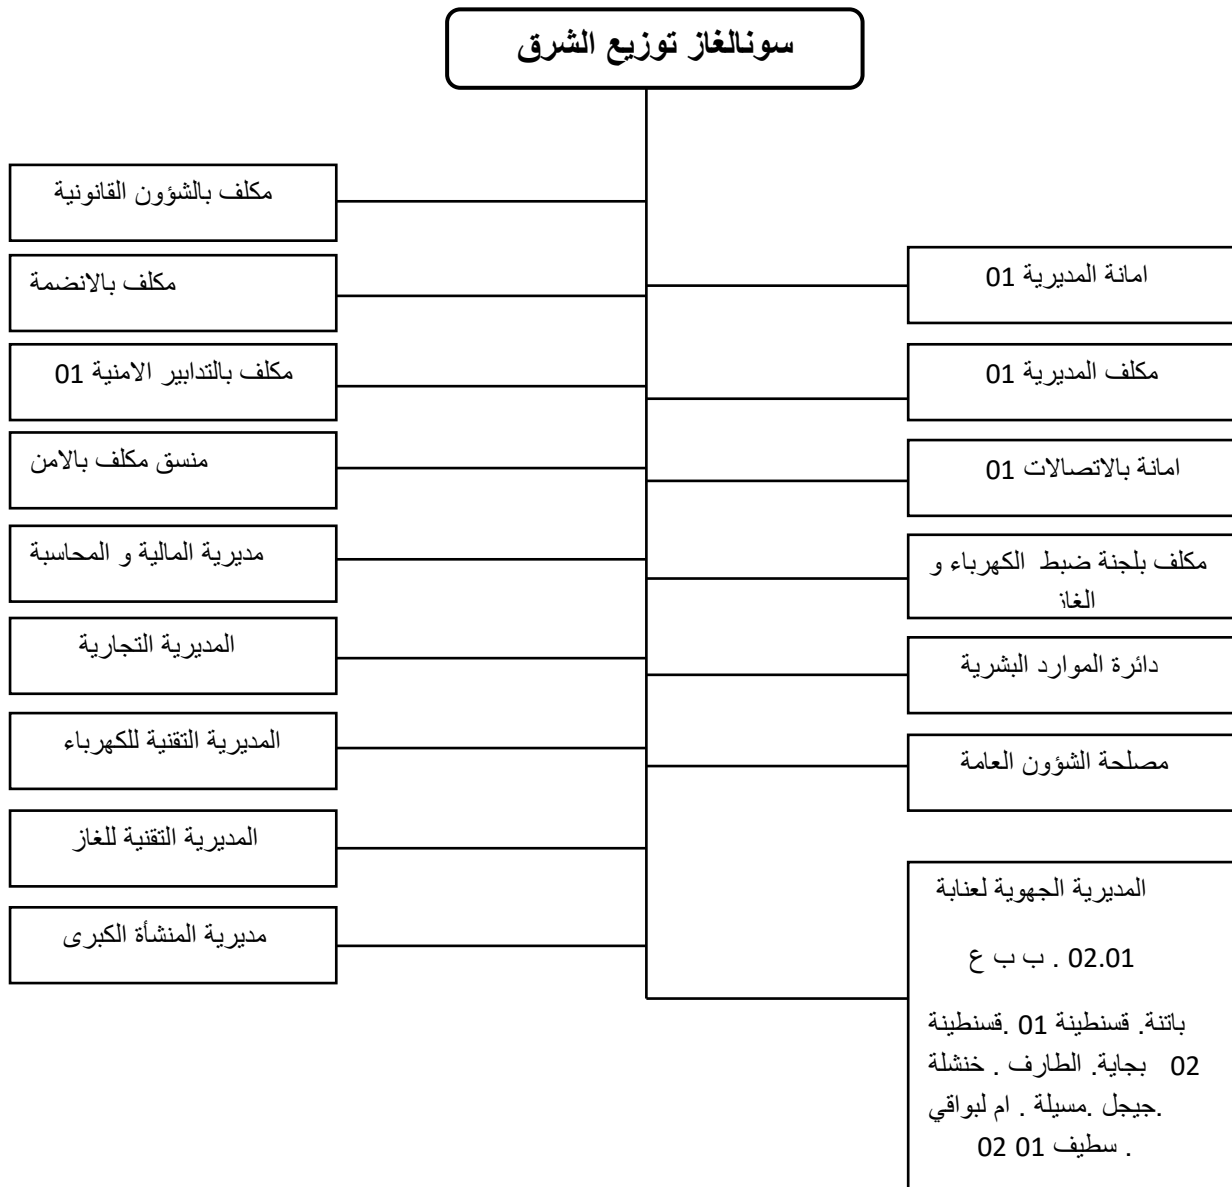 سونالغاز توزيع الشرق
امانة المديرية 01
مكلف المديرية 01
امانة بالاتصالات 01
مكلف بلجنة ضبط الكهرباء و
الغاز
دائرة الموارد البشرية
مصلحة الشؤون العامة
المديرية الجهوية لعنابة
02.01 . ب ب ع
باتنة. قسنطينة 01 .قسنطينة
02 بجاية. الطارف . خنشلة
.جيجل .مسيلة . ام لبواقي
. سطيف 01 02
مكلف بالشؤون القانونية
مكلف بالانضمة
مكلف بالتدابير الامنية 01
منسق مكلف بالامن
مديرية المالية و المحاسبة
المديرية التجارية
المديرية التقنية للكهرباء
المديرية التقنية للغاز
مديرية المنشأة الكبرى